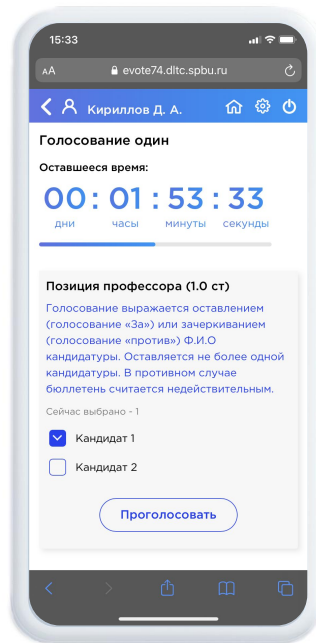 15:33
AA evote74.dltc.spbu.ru
Кириллов Д. А.
Голосование один
Оставшееся время:
00 : 01 : 53 : 33
дни часы минуты секунды
Позиция профессора (1.0 ст)
Голосование выражается оставлением
(голосование «За») или зачеркиванием
(голосование «против») Ф.И.О
кандидатуры. Оставляется не более одной
кандидатуры. В противном случае
бюллетень считается недействительным.
Сейчас выбрано - 1
Кандидат 1
Кандидат 2
Проголосовать